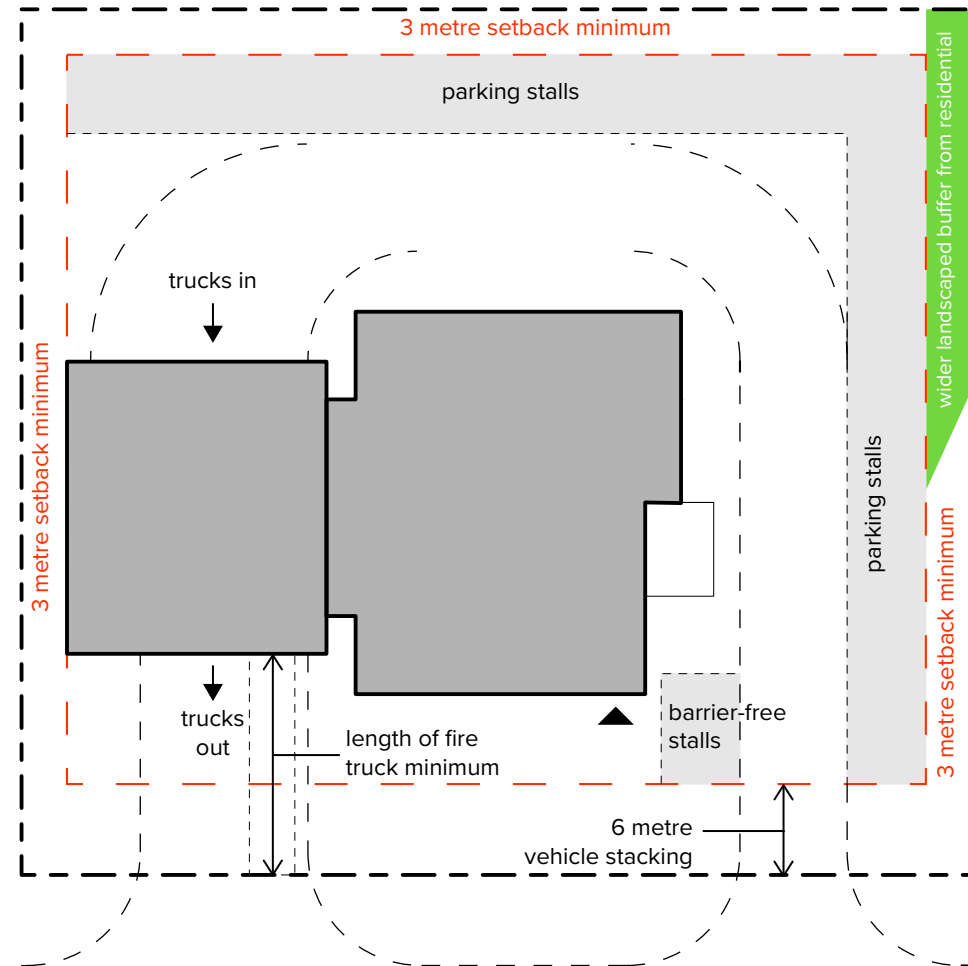 3 metre setback minimum
parking stalls
wider landscaped buffer from residential
trucks in
3 metre setback minimum
parking stalls
3 metre setback minimum
trucks
out
length of fire
truck minimum
barrier-free
stalls
6 metre
vehicle stacking